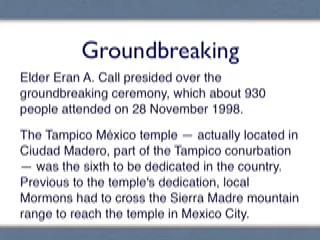 Groundbreaking
Elder Eran A. Call presided over the
groundbreaking ceremony, which about 930
people attended on 28 November 1998.
The Tampico México temple — actually located in
Ciudad Madero, part of the Tampico conurbation
— was the sixth to be dedicated in the country.
Previous to the temple's dedication, local
Mormons had to cross the Sierra Madre mountain
range to reach the temple in Mexico City.